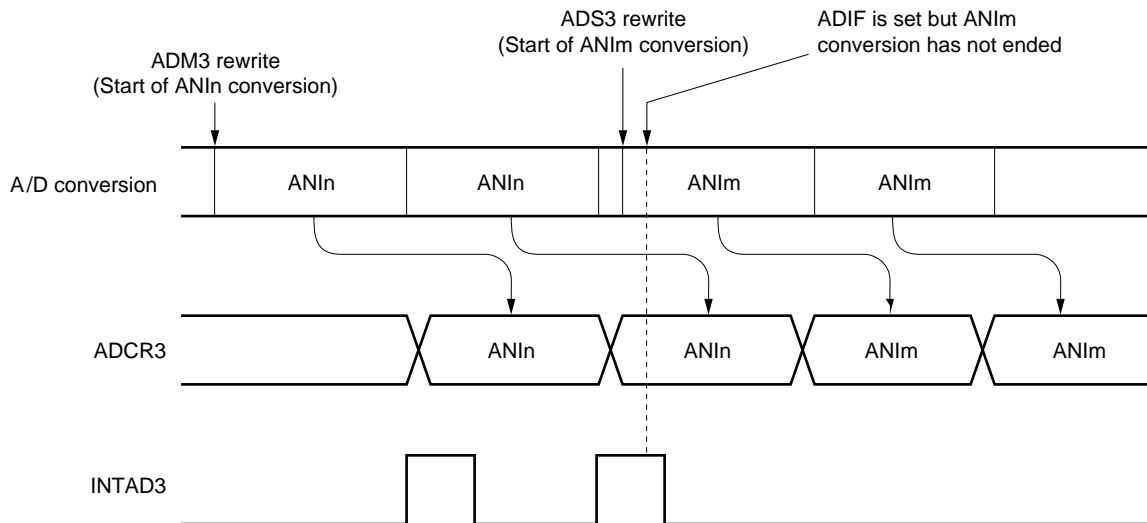 ADS3 rewrite
(Start of ANIm conversion)
ADIF is set but ANIm
conversion has not ended
ADM3 rewrite
(Start of ANIn conversion)
A/D conversion
ANIn
ANIn
ANIm
ANIm
ADCR3
ANIn
ANIn
ANIm
ANIm
INTAD3